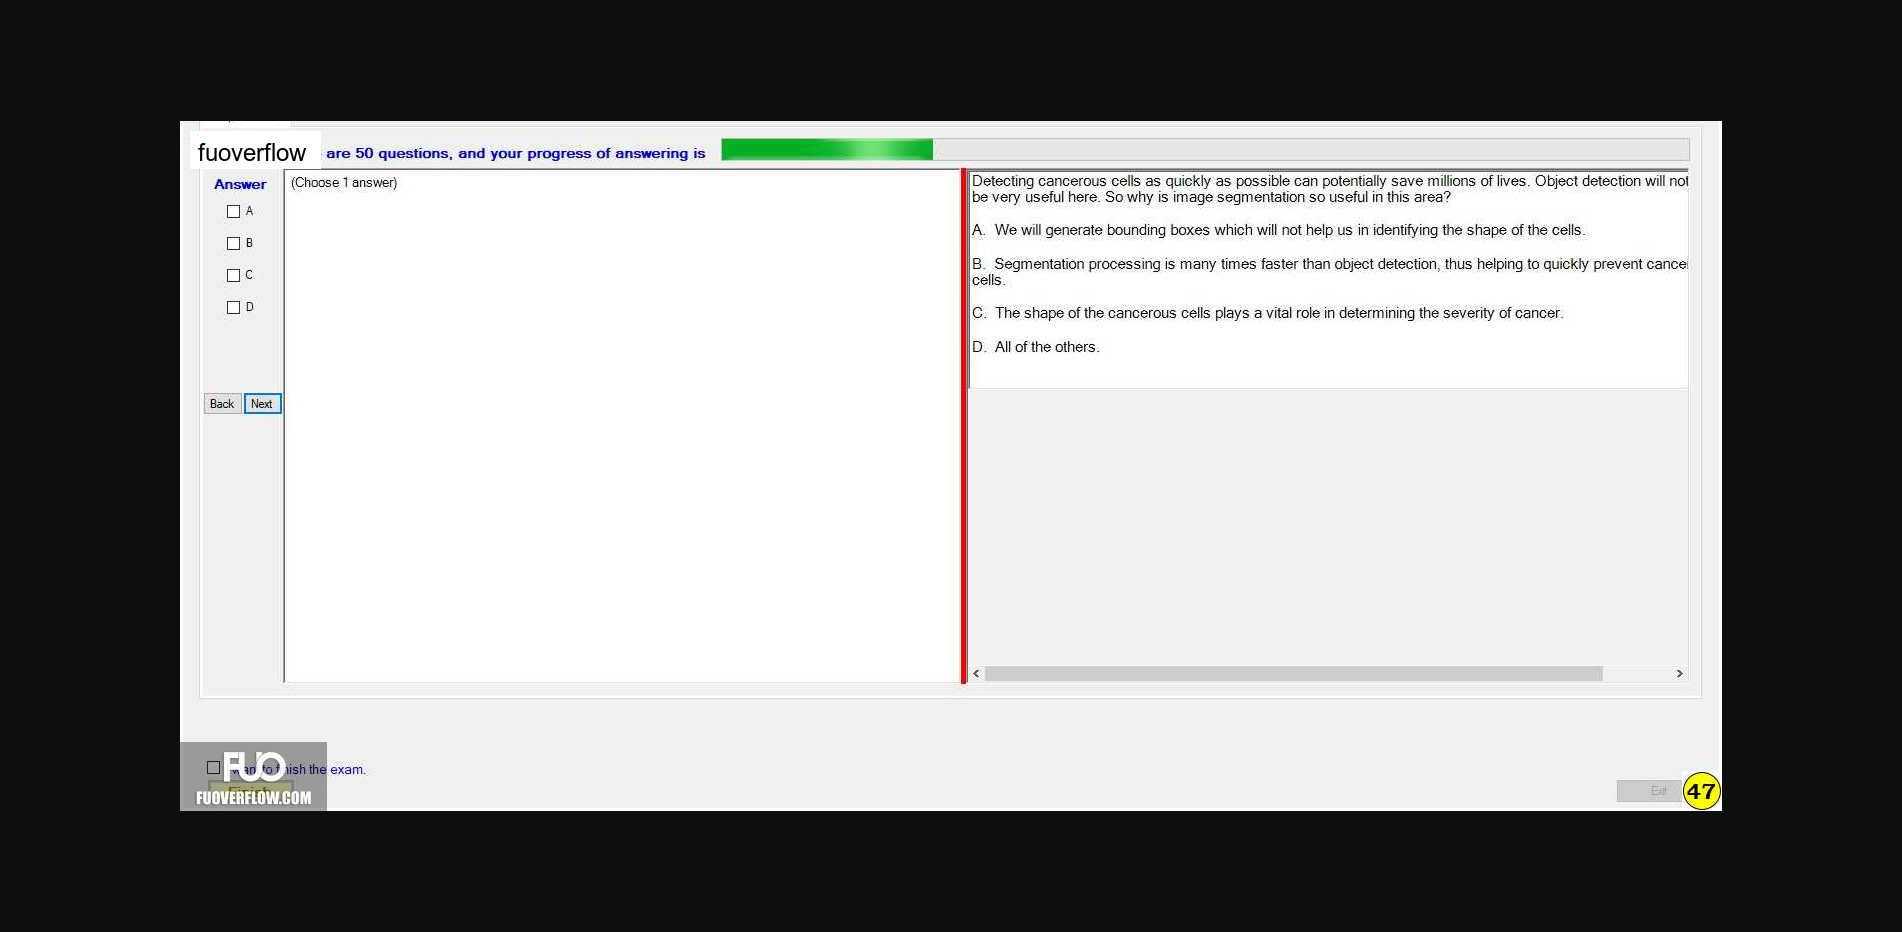 fuoverflow are 50 questions, and your progress of answering is
Answer
A
B
C
D
Back Next
(Choose 1 answer)
Detecting cancerous cells as quickly as possible can potentially save millions of lives. Object detection will not
be very useful here. So why is image segmentation so useful in this area?
A. We will generate bounding boxes which will not help us in identifying the shape of the cells.
B. Segmentation processing is many times faster than object detection, thus helping to quickly prevent
cells.
C. The shape of the cancerous cells plays a vital role in determining the severity of cancer.
D. All of the others.
FUO
to the exam.
Finish
FUOVERFLOW.COM
Exit
47